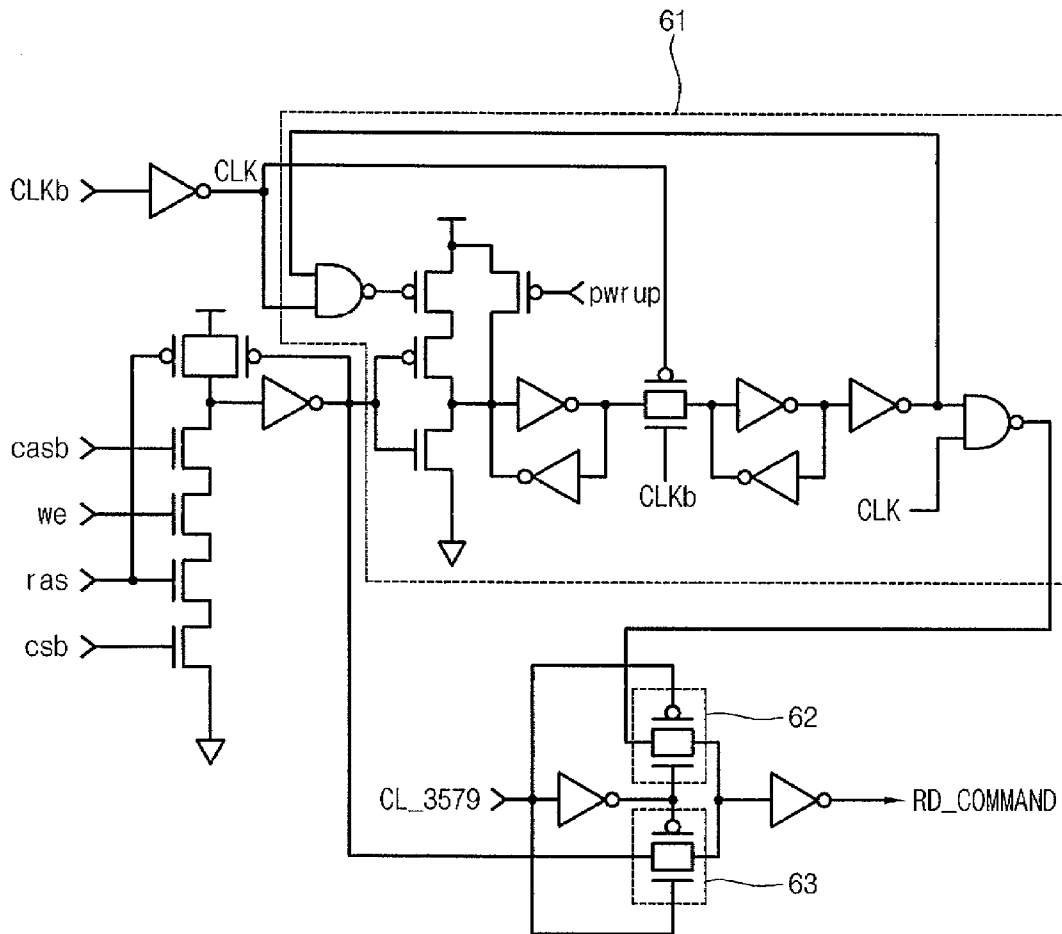 61
CLKb
CLK
pwrup
casb
we
ras
csb
CLKb
CLK
62
CL_3579
RD_COMMAND
63